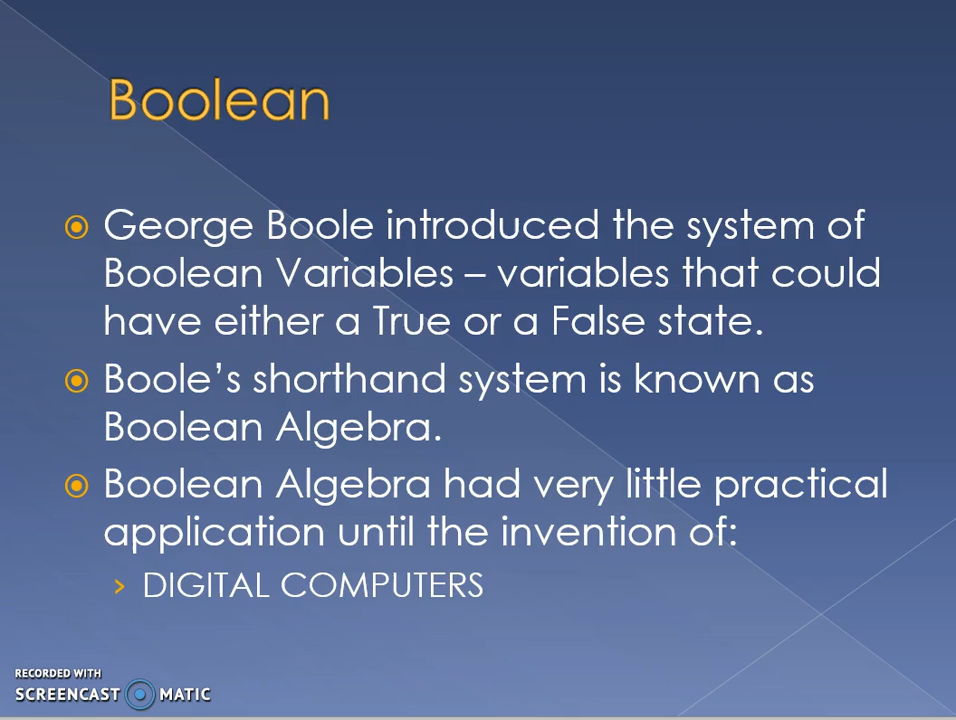 Boolean
George Boole introduced the system of
Boolean Variables – variables that could
have either a True or a False state.
Boole’s shorthand system is known as
Boolean Algebra.
Boolean Algebra had very little practical
application until the invention of:
DIGITAL COMPUTERS
RECORDED WITH
SCREENCAST MATIC